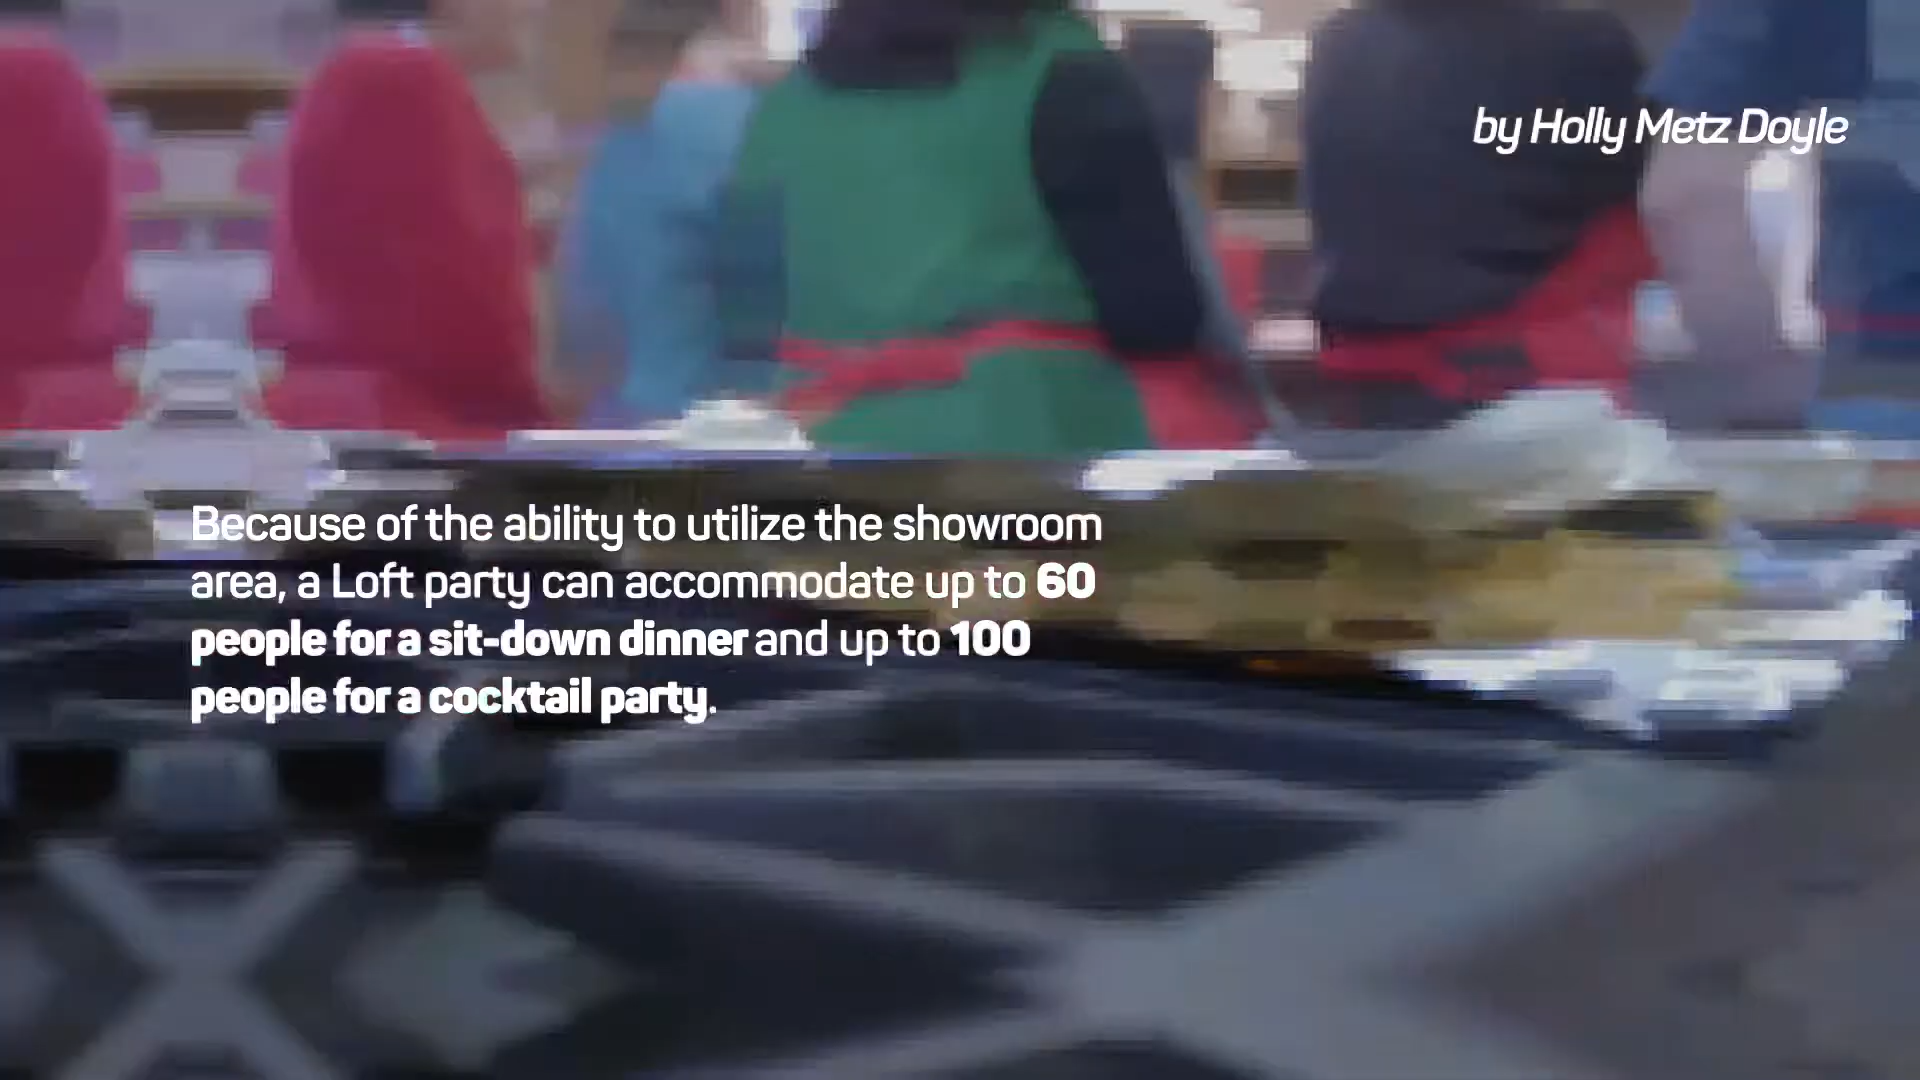 by Holly Metz Doyle
Because of the ability to utilize the showroom
area, a Loft party can accommodate up to 60
people for a sit-down dinner and up to 100
people for a cocktail party.